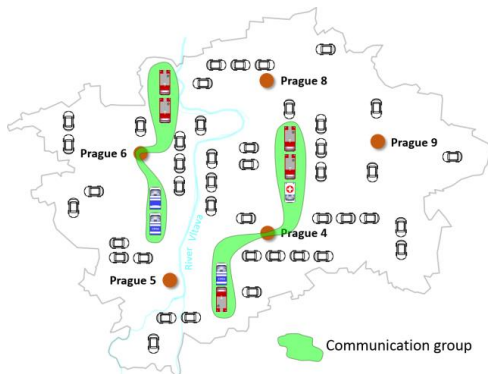 Prague 8
Prague 9
Prague 6
Prague 4
River Vltava
Prague 5
Communication group